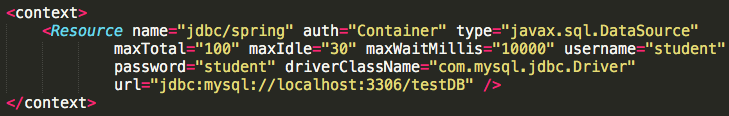 <context>
<Resource name="jdbc/spring" auth="Container" type="javax.sql.DataSource"
maxTotal="100" maxIdle="30" maxWaitMillis="10000" username="student"
password="student" driverClassName="com.mysql.jdbc.Driver"
url="jdbc:mysql://localhost:3306/testDB" />
</context>